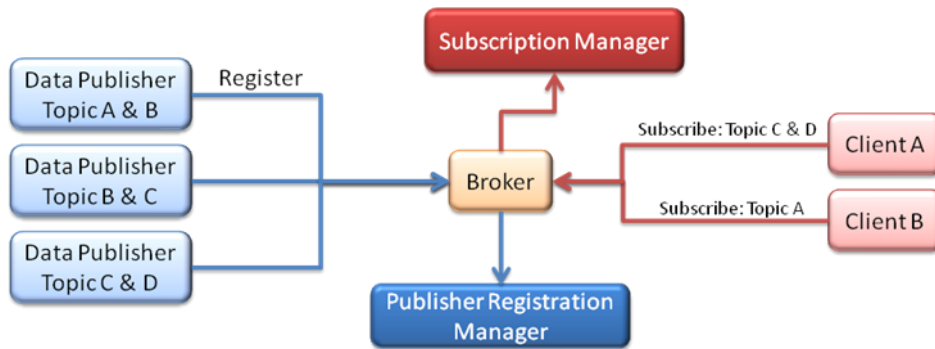 Subscription Manager
Data Publisher
Topic A & B
Register
Data Publisher
Topic B & C
Broker
Subscribe: Topic C & D
Client A
Subscribe: Topic A
Client B
Data Publisher
Topic C & D
Publisher Registration
Manager